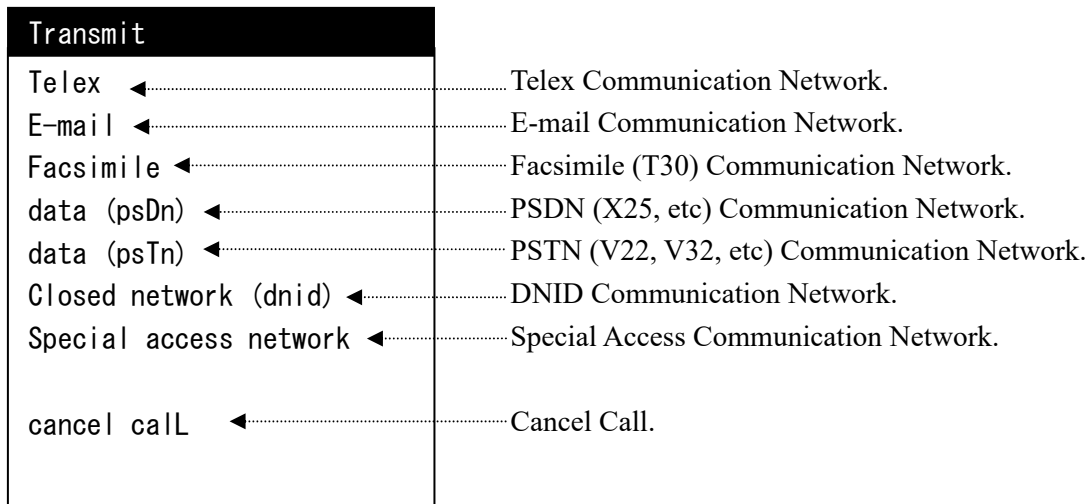 Transmit
Telex Telex Communication Network.
E-mail E-mail Communication Network.
Facsimile Facsimile (T30) Communication Network.
data (psDn) PSDN (X25, etc) Communication Network.
data (psTn) PSTN (V22, V32, etc) Communication Network.
Closed network (dnid) DNID Communication Network.
Special access network Special Access Communication Network.
cancel calL Cancel Call.